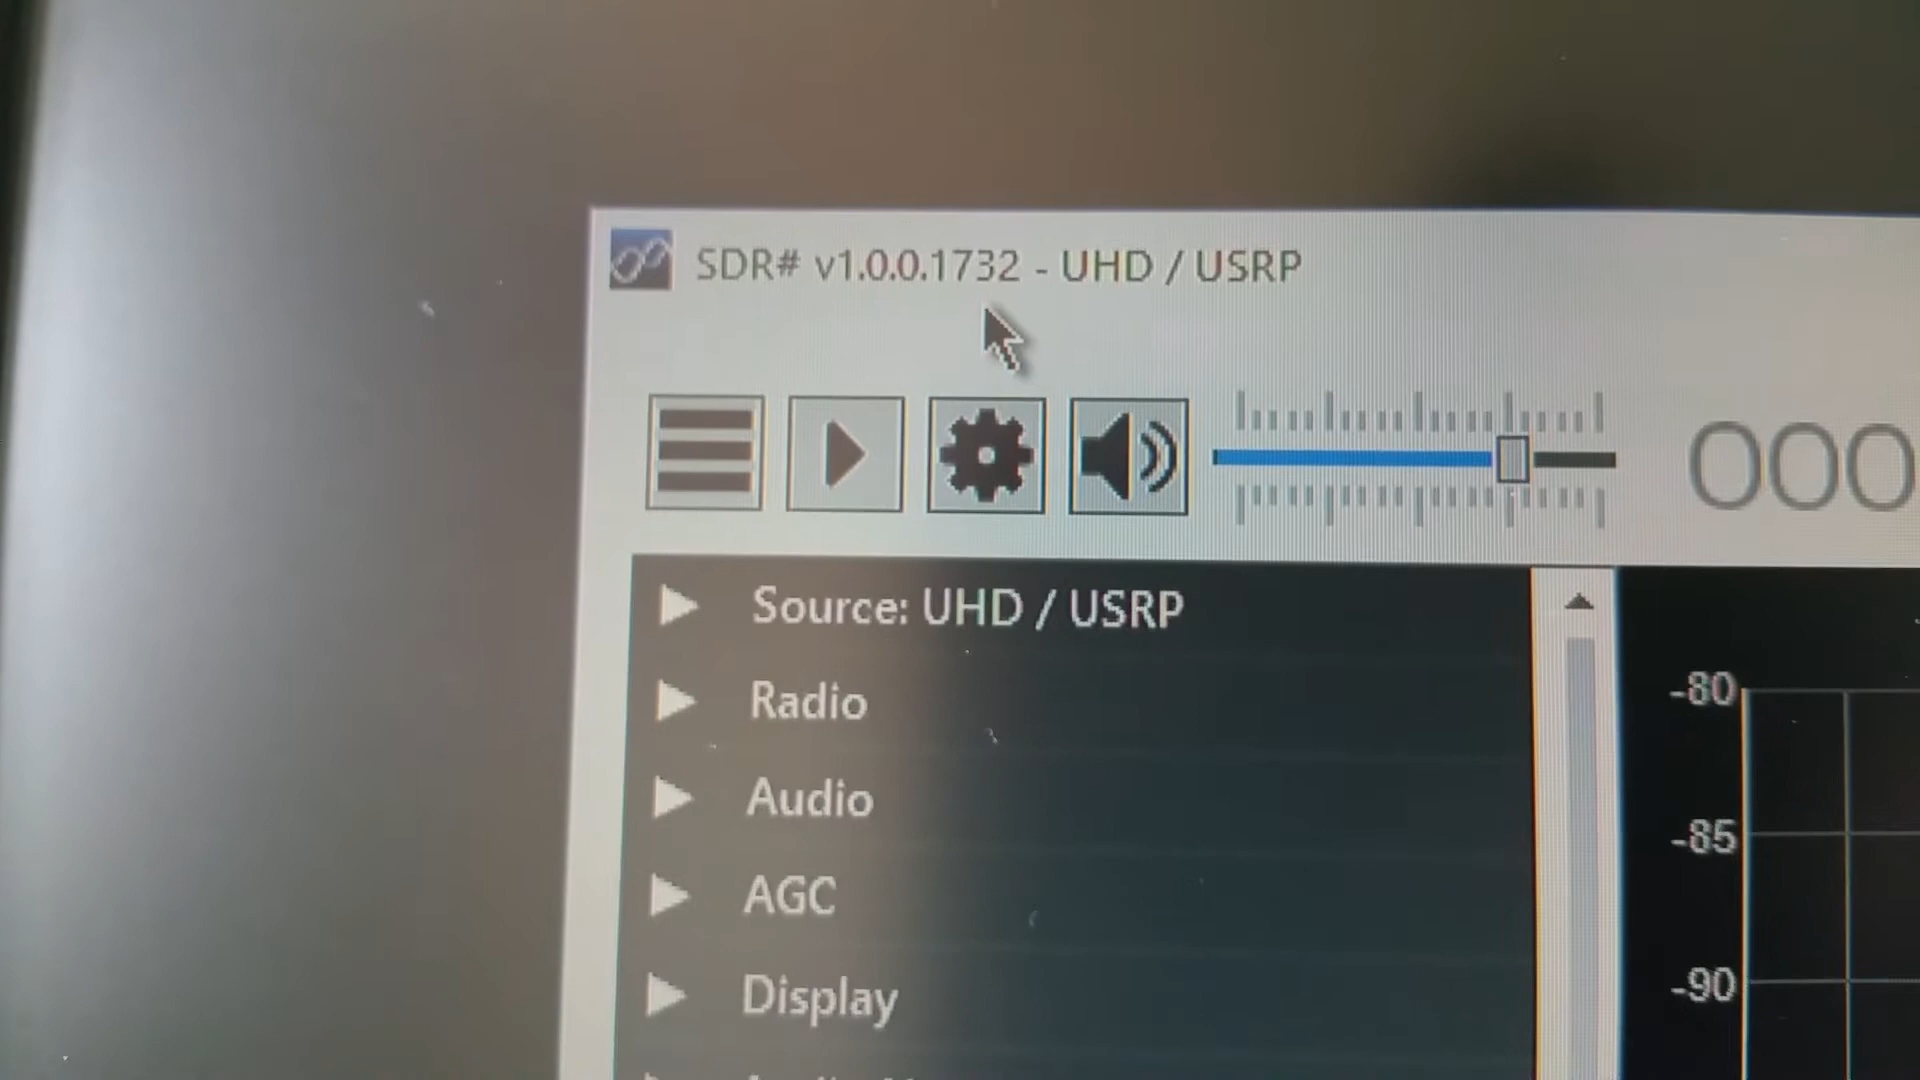 SDR# v1.0.0.1732 - UHD / USRP
000
Source: UHD / USRP
Radio
Audio
AGC
Display
-80
-85
-90